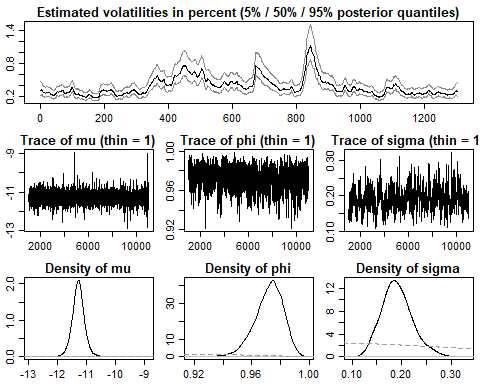 Estimated volatilities in percent (5% / 50% / 95% posterior quantiles)
0.2 0.8 1.4
0 200 400 600 800 1000 1200
Trace of mu (thin = 1) Trace of phi (thin = 1) Trace of sigma (thin = 1
-13 -11 -9
0.92 0.96 1.00
0.10 0.20 0.30
2000 6000 10000 2000 6000 10000 2000 6000 10000
Density of mu Density of phi Density of sigma
0.0 1.0 2.0
0 10 30
0 4 8 12
-13 -12 -11 -10 -9 0.92 0.96 1.00 0.10 0.20 0.30